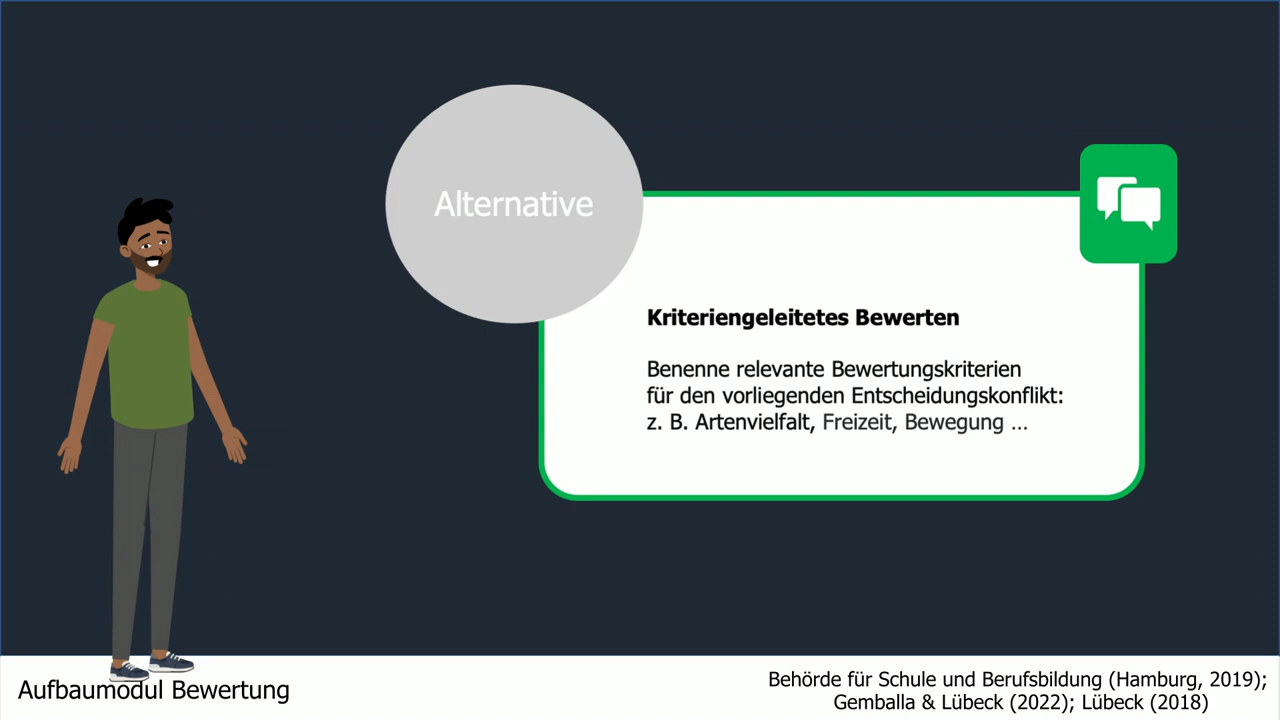 Alternative
Kriteriengeleitetes Bewerten
Benenne relevante Bewertungskriterien
für den vorliegenden Entscheidungskonflikt:
z. B. Artenvielfalt, Freizeit, Bewegung ...
Aufbaumodul Bewertung
Behörde für Schule und Berufsbildung (Hamburg, 2019);
Gemballa & Lübeck (2022); Lübeck (2018)